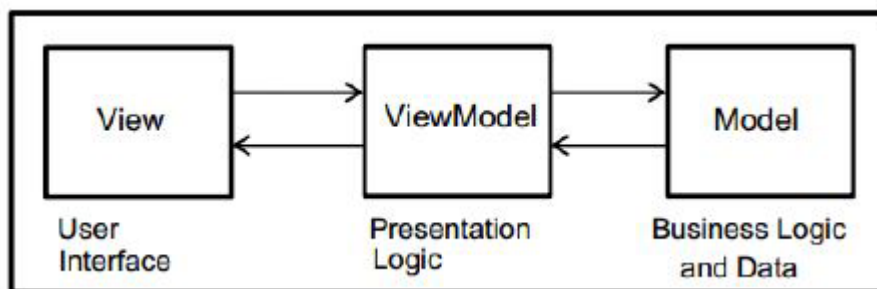 View
ViewModel
Model
User
Interface
Presentation
Logic
Business Logic
and Data